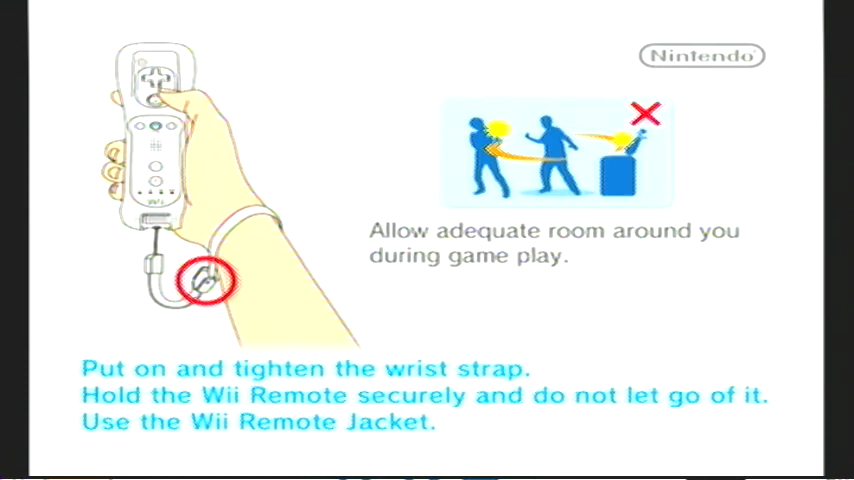 Nintendo
Allow adequate room around you
during game play.
Put on and tighten the wrist strap.
Hold the Wii Remote securely and do not let go of it.
Use the Wii Remote Jacket.